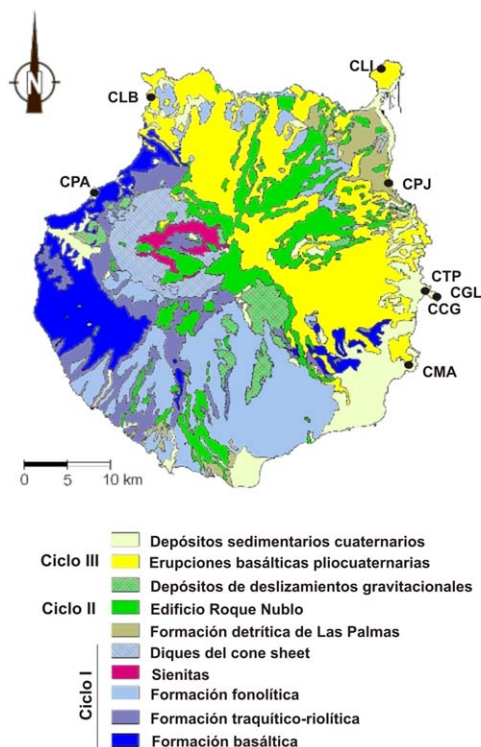 N
CLI
CLB
CPA
CPJ
CTP
CGL
CCG
CMA
0 5 10 km
Depósitos sedimentarios cuaternarios
Ciclo III Erupciones basálticas pliocuaternarias
Depósitos de deslizamientos gravitacionales
Ciclo II Edificio Roque Nublo
Formación detrítica de Las Palmas
Diques del cone sheet
Sienitas
Ciclo I
Formación fonolítica
Formación traquítico-riolítica
Formación basáltica